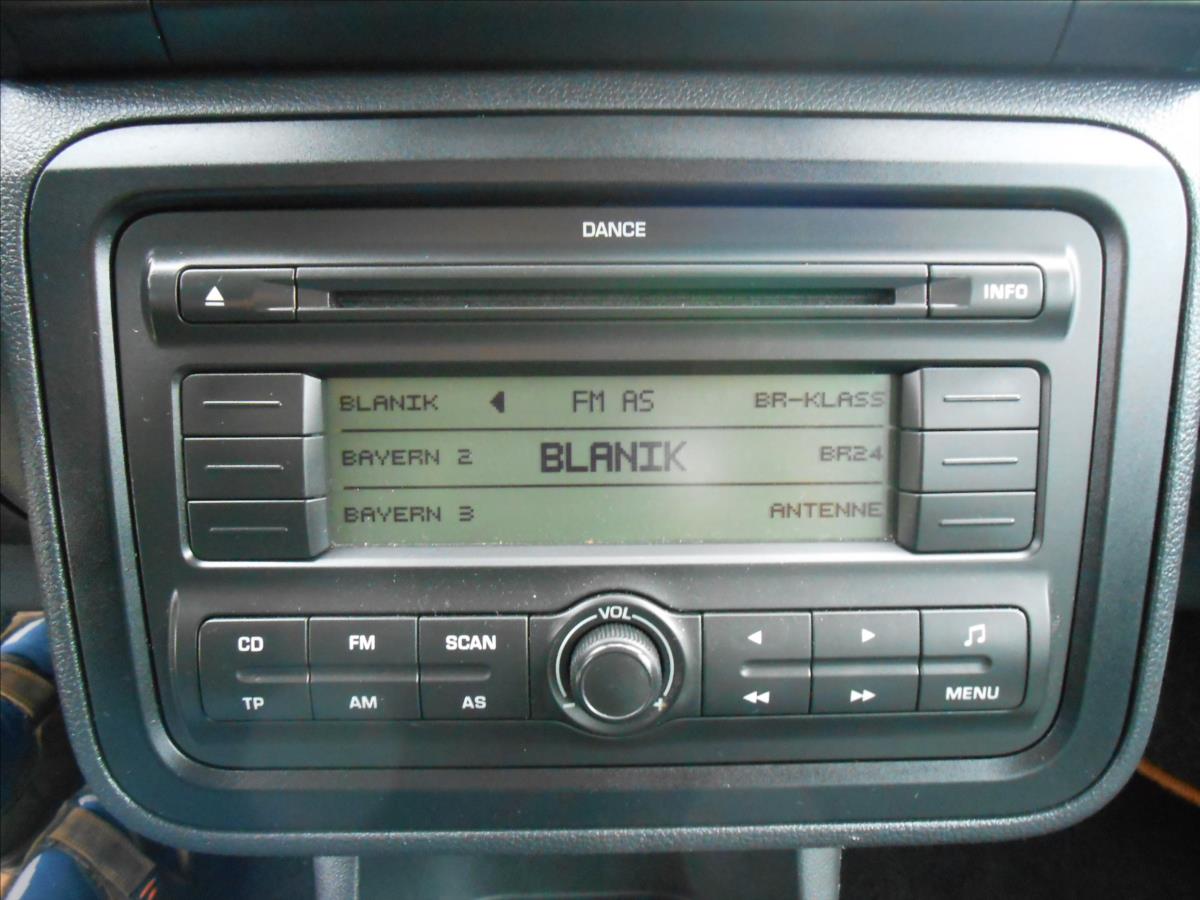 DANCE
INFO
BLANIK FM AS BR-KLASS
BAYERN 2 BLANIK BR24
BAYERN 3 ANTENNE
VOL
CD FM SCAN
MENU
TP AM AS
- +